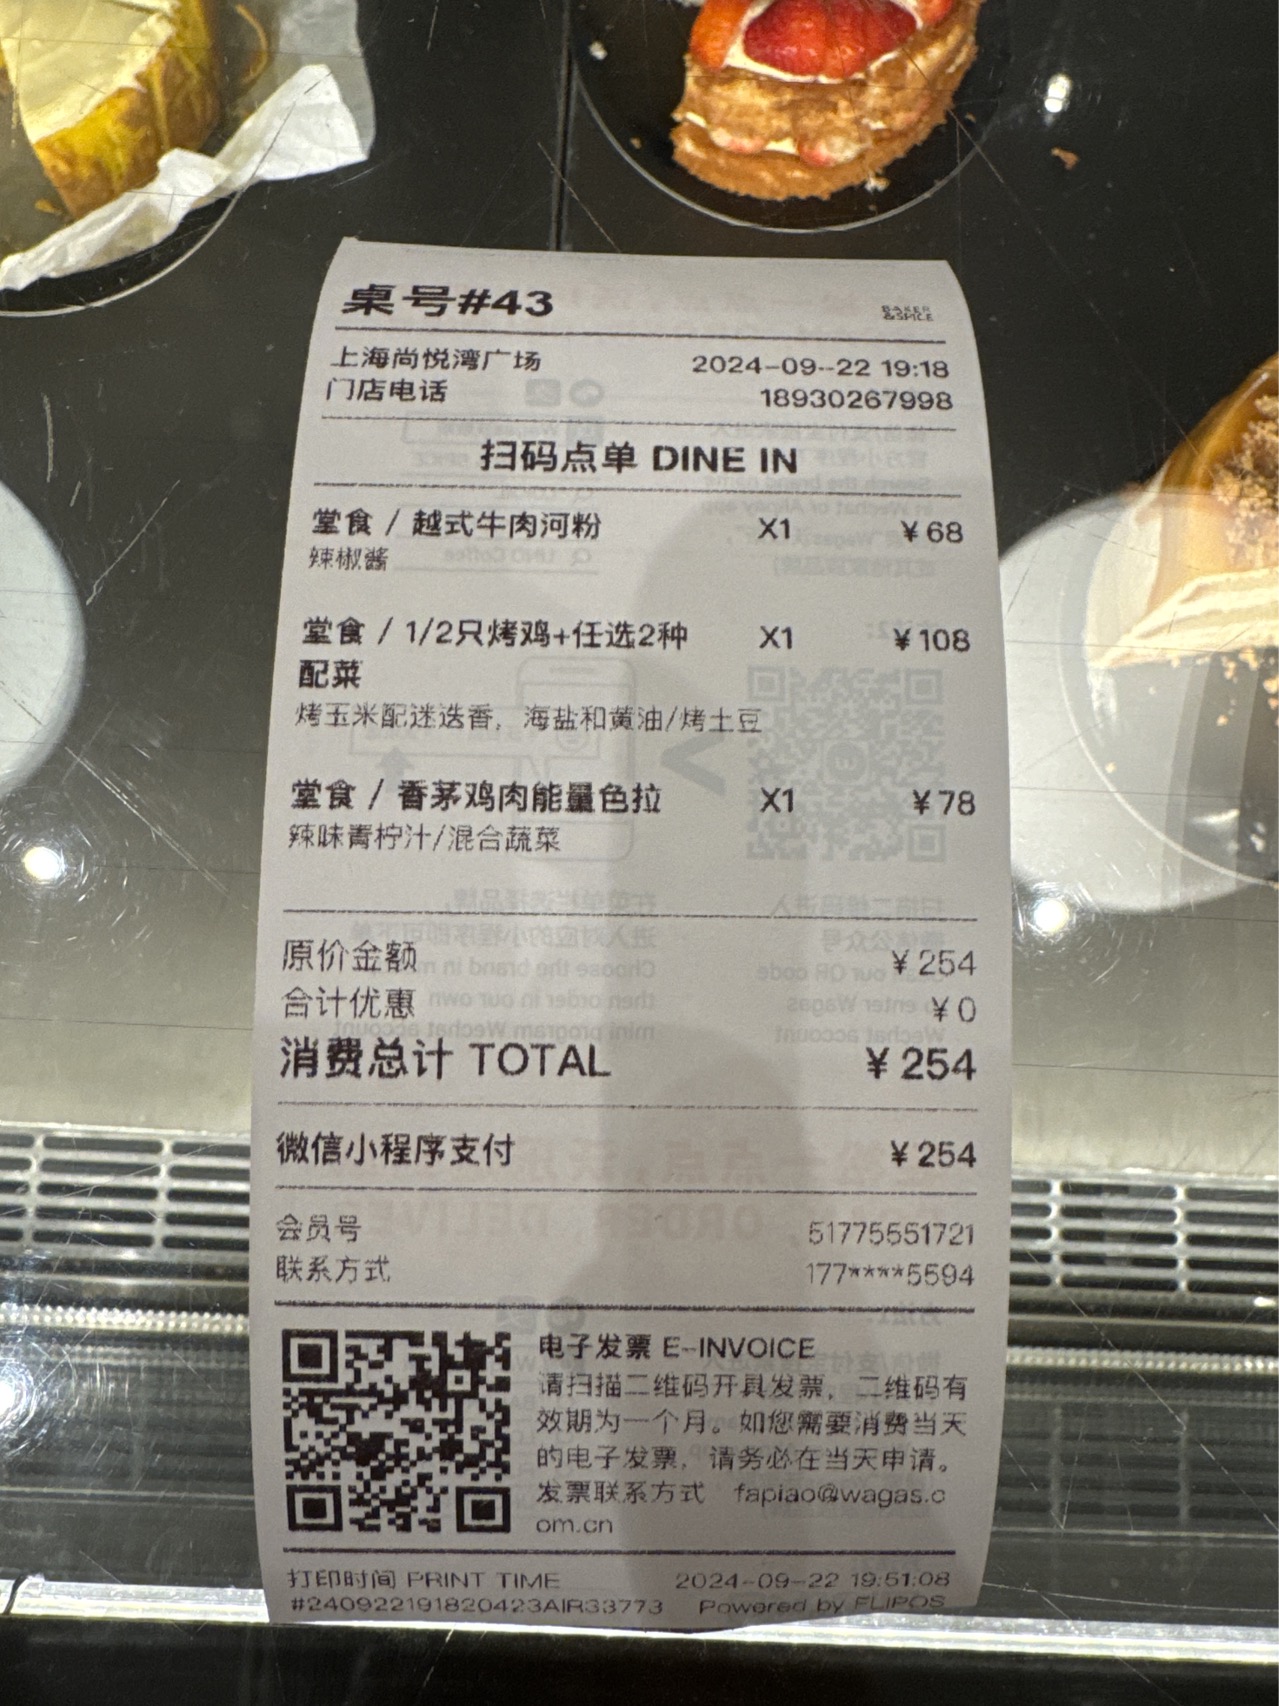 桌号#43
BAKER
&SPICE
上海尚悦湾广场 2024-09-22 19:18
门店电话 18930267998
扫码点单 DINE IN
堂食 / 越式牛肉河粉 X1 ¥68
辣椒酱
堂食 / 1/2只烤鸡+任选2种 X1 ¥108
配菜
烤玉米配迷迭香，海盐和黄油/烤土豆
堂食 / 香茅鸡肉能量色拉 X1 ¥78
辣味青柠汁/混合蔬菜
原价金额 ¥254
合计优惠 ¥0
消费总计 TOTAL ¥254
微信小程序支付 ¥254
会员号 51775551721
联系方式 177****5594
电子发票 E-INVOICE
请扫描二维码开具发票，二维码有
效期为一个月。如您需要消费当天
的电子发票，请务必在当天申请。
发票联系方式 fapiao@wagas.c
om.cn
打印时间 PRINT TIME 2024-09-22 19:51:08
#240922191820423AIR33773 Powered by FLIPOS